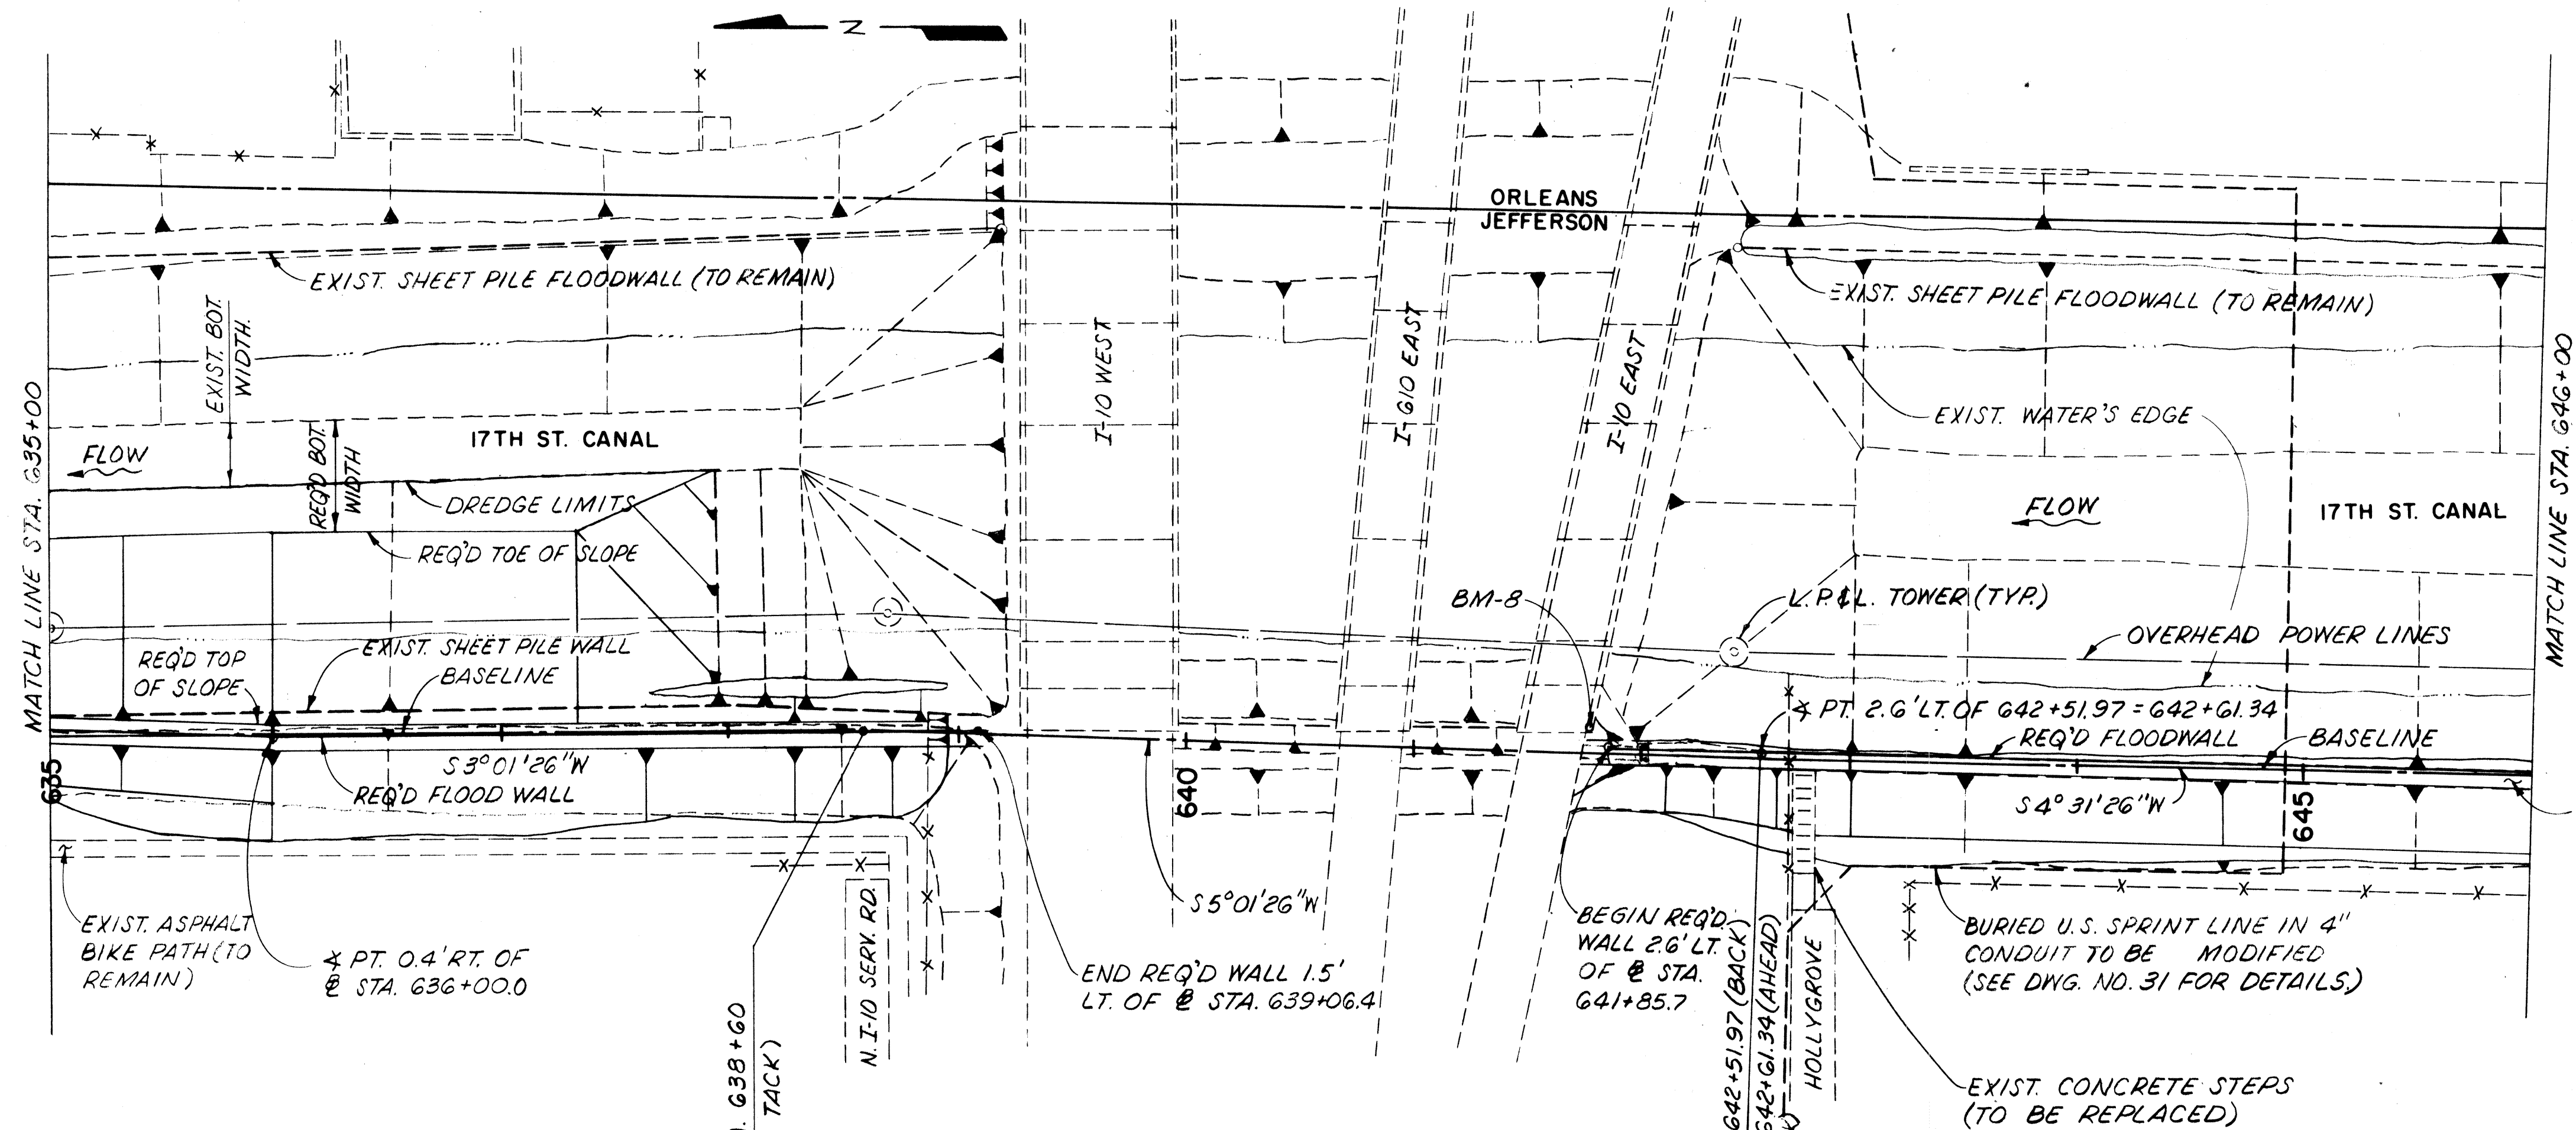 N
ORLEANS
JEFFERSON
EXIST. SHEET PILE FLOODWALL (TO REMAIN)
EXIST. SHEET PILE FLOODWALL (TO REMAIN)
EXIST. BOT.
WIDTH.
I-10 WEST
I-610 EAST
I-10 EAST
MATCH LINE STA. 635+00
MATCH LINE STA. 646+00
EXIST. WATER'S EDGE
FLOW
17TH ST. CANAL
REQ'D BOT.
WIDTH
DREDGE LIMITS
REQ'D TOE OF SLOPE
FLOW
17TH ST. CANAL
BM-8
L.P.&L. TOWER (TYP.)
OVERHEAD POWER LINES
EXIST. SHEET PILE WALL
REQ'D TOP
OF SLOPE
BASELINE
∢ PT. 2.6' LT. OF 642+51.97 = 642+61.34
REQ'D FLOODWALL
BASELINE
S 3° 01' 26" W
REQ'D FLOOD WALL
635
640
645
S 4° 31' 26" W
S 5° 01' 26" W
EXIST. ASPHALT
BIKE PATH (TO
REMAIN)
∢ PT. 0.4' RT. OF
℄ STA. 636+00.0
638+60
TACK)
N. I-10 SERV. RD.
END REQ'D WALL 1.5'
LT. OF ℄ STA. 639+06.4
BEGIN REQ'D.
WALL 2.6' LT.
OF ℄ STA.
641+85.7
642+51.97 (BACK)
642+61.34 (AHEAD)
HOLLYGROVE
BURIED U.S. SPRINT LINE IN 4"
CONDUIT TO BE MODIFIED
(SEE DWG. NO. 31 FOR DETAILS.)
EXIST. CONCRETE STEPS
(TO BE REPLACED)